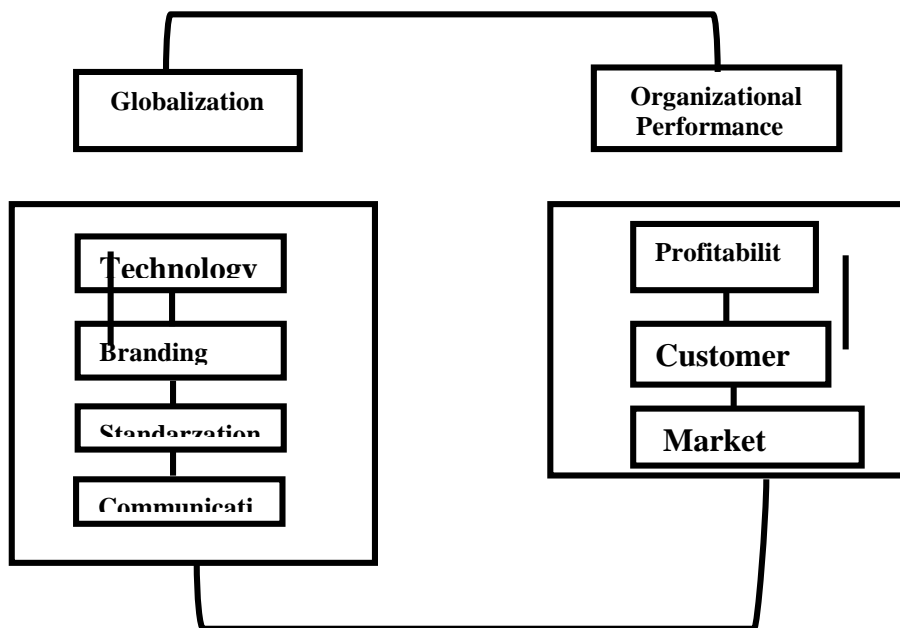 Globalization
Organizational
Performance
Technology
Branding
Standarzation
Communicati
Profitabilit
Customer
Market